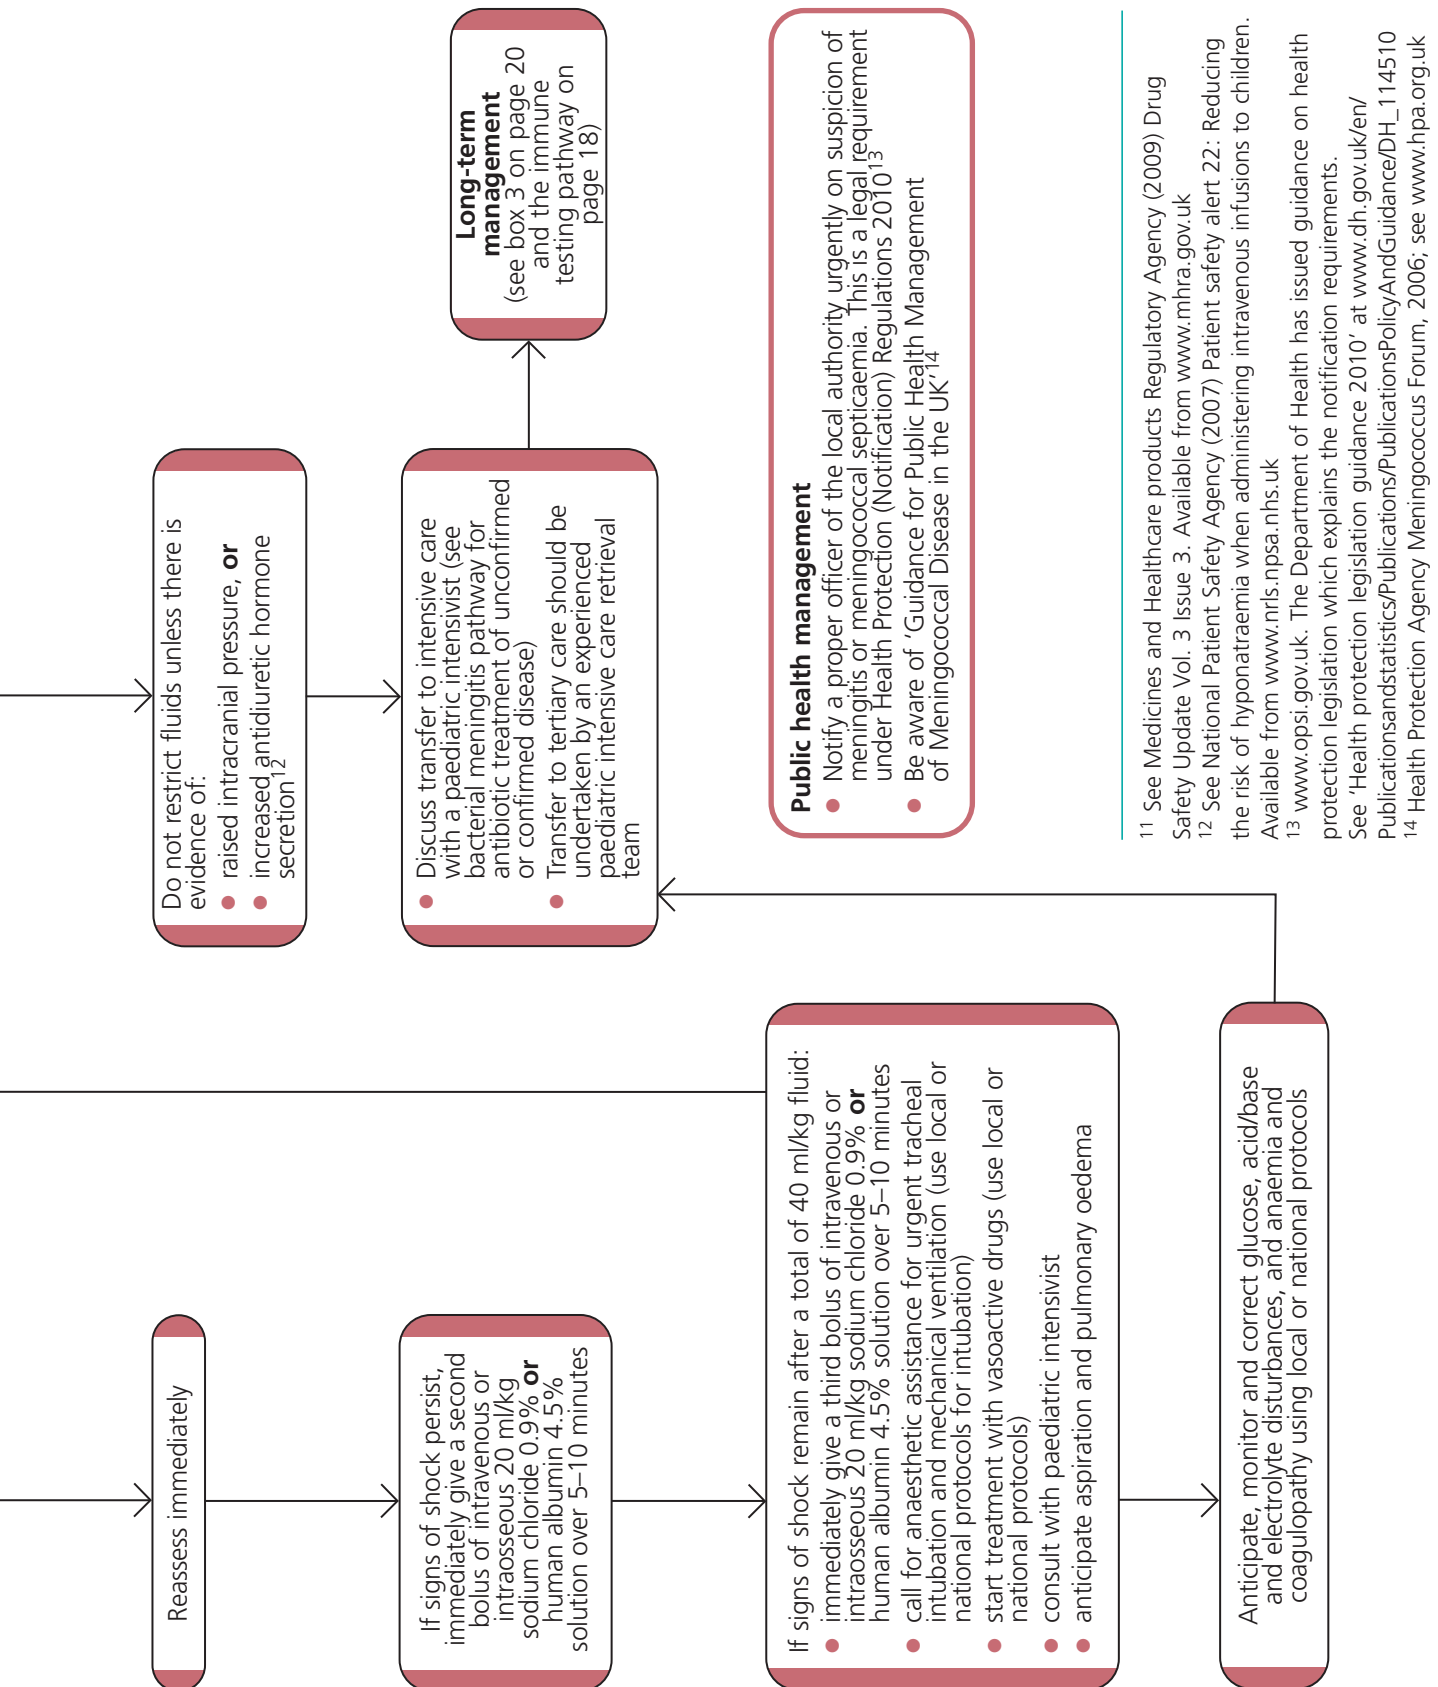 Reassess immediately
If signs of shock persist,
immediately give a second
bolus of intravenous or
intraosseous 20 ml/kg
sodium chloride 0.9% or
human albumin 4.5%
solution over 5–10 minutes
If signs of shock remain after a total of 40 ml/kg fluid:
● immediately give a third bolus of intravenous or
intraosseous 20 ml/kg sodium chloride 0.9% or
human albumin 4.5% solution over 5–10 minutes
● call for anaesthetic assistance for urgent tracheal
intubation and mechanical ventilation (use local or
national protocols for intubation)
● start treatment with vasoactive drugs (use local or
national protocols)
● consult with paediatric intensivist
● anticipate aspiration and pulmonary oedema
Anticipate, monitor and correct glucose, acid/base
and electrolyte disturbances, and anaemia and
coagulopathy using local or national protocols
Do not restrict fluids unless there is
evidence of:
● raised intracranial pressure, or
● increased antidiuretic hormone
secretion12
● Discuss transfer to intensive care
with a paediatric intensivist (see
bacterial meningitis pathway for
antibiotic treatment of unconfirmed
or confirmed disease)
● Transfer to tertiary care should be
undertaken by an experienced
paediatric intensive care retrieval
team
Long-term
management
(see box 3 on page 20
and the immune
testing pathway on
page 18)
Public health management
● Notify a proper officer of the local authority urgently on suspicion of
meningitis or meningococcal septicaemia. This is a legal requirement
under Health Protection (Notification) Regulations 201013
● Be aware of ‘Guidance for Public Health Management
of Meningococcal Disease in the UK’14
11 See Medicines and Healthcare products Regulatory Agency (2009) Drug
Safety Update Vol. 3 Issue 3. Available from www.mhra.gov.uk
12 See National Patient Safety Agency (2007) Patient safety alert 22: Reducing
the risk of hyponatraemia when administering intravenous infusions to children.
Available from www.nrls.npsa.nhs.uk
13 www.opsi.gov.uk. The Department of Health has issued guidance on health
protection legislation which explains the notification requirements.
See ‘Health protection legislation guidance 2010’ at www.dh.gov.uk/en/
Publicationsandstatistics/Publications/PublicationsPolicyAndGuidance/DH_114510
14 Health Protection Agency Meningococcus Forum, 2006; see www.hpa.org.uk